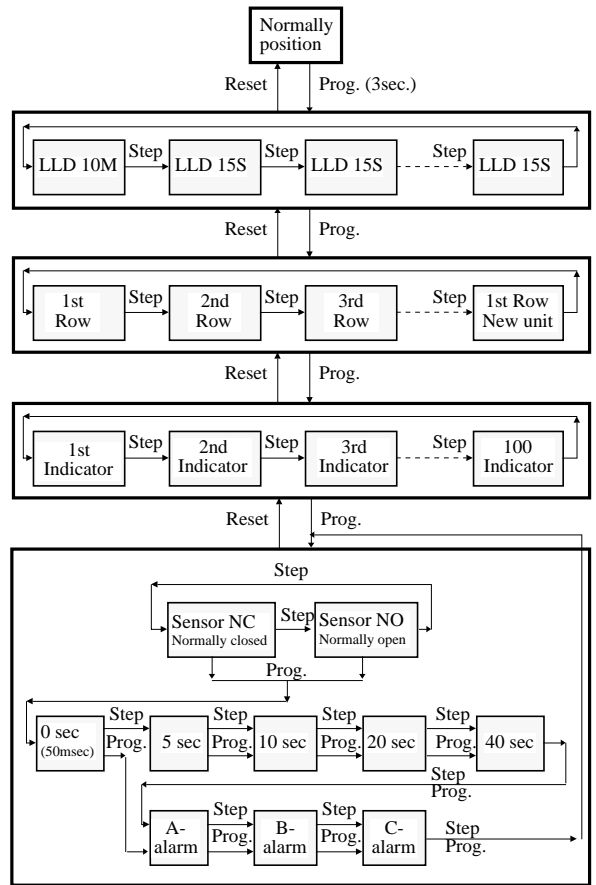 Normally
position
Reset Prog. (3sec.)
LLD 10M Step LLD 15S Step LLD 15S Step LLD 15S
Reset Prog.
1st
Row Step 2nd
Row Step 3rd
Row Step 1st Row
New unit
Reset Prog.
1st
Indicator Step 2nd
Indicator Step 3rd
Indicator Step 100
Indicator
Reset Prog.
Step
Sensor NC
Normally closed
Step
Sensor NO
Normally open
Prog.
0 sec
(50msec)
Step
Prog.
5 sec
Step
Prog.
10 sec
Step
Prog.
20 sec
Step
Prog.
40 sec
Step
Prog.
A-
alarm
Step
Prog.
B-
alarm
Step
Prog.
C-
alarm
Step
Prog.